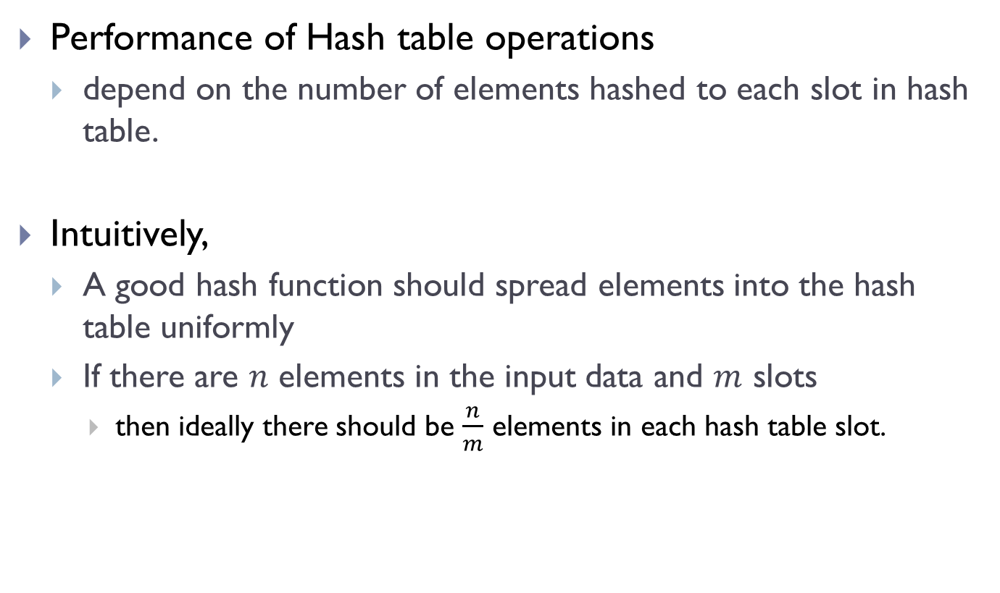 Performance of Hash table operations
depend on the number of elements hashed to each slot in hash
table.
Intuitively,
A good hash function should spread elements into the hash
table uniformly
If there are n elements in the input data and m slots
then ideally there should be n/m elements in each hash table slot.